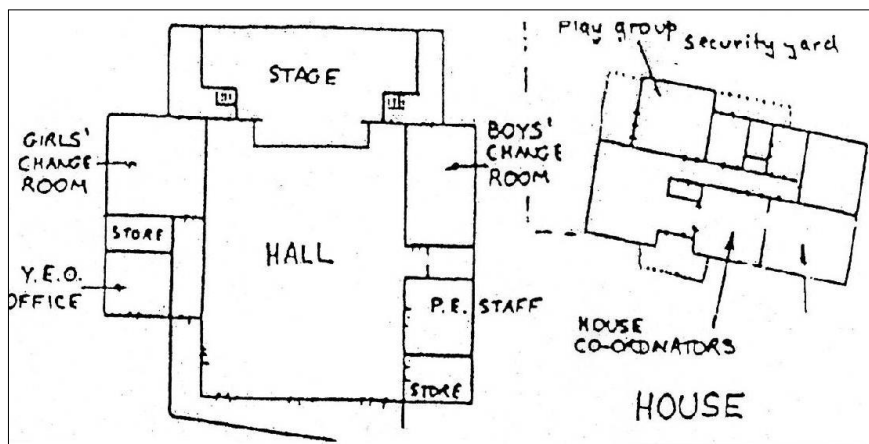 STAGE
GIRLS'
CHANGE
ROOM
STORE
Y.E.O.
OFFICE
HALL
BOYS'
CHANGE
ROOM
P.E. STAFF
STORE
Play group
security yard
HOUSE
CO-ORDINATORS
HOUSE